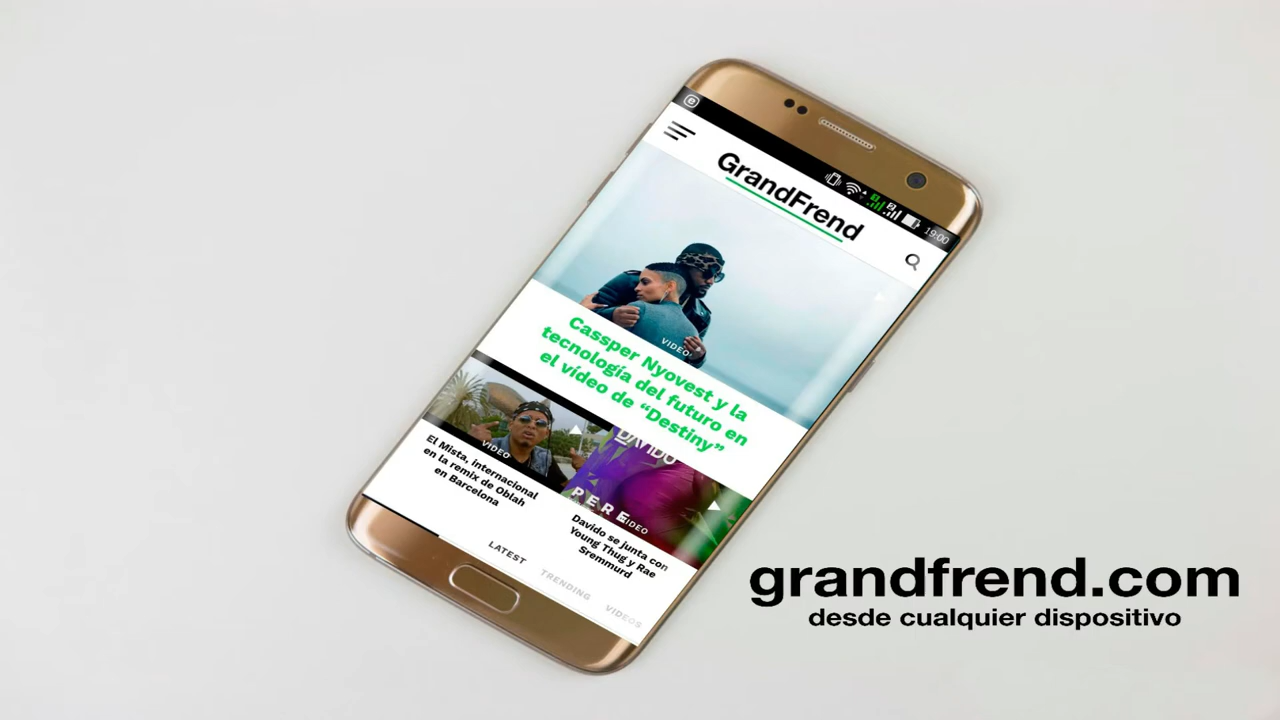 19:00
GrandFrend
VIDEO
Cassper Nyovest y la
tecnología del futuro en
el vídeo de “Destiny”
VIDEO
El Mista, internacional
en la remix de Oblah
en Barcelona
DAVIDO
RERE
VIDEO
Davido se junta con
Young Thug y Rae
Sremmurd
LATEST
TRENDING
VIDEOS
grandfrend.com
desde cualquier dispositivo